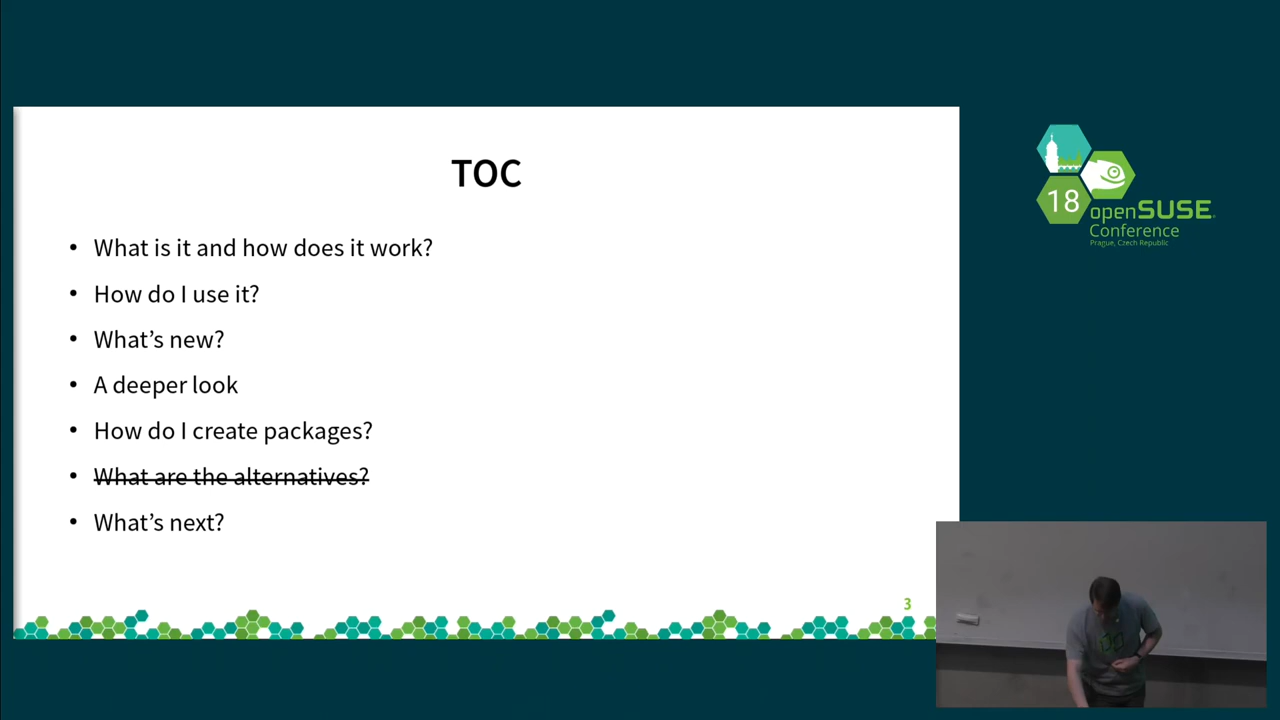 TOC
• What is it and how does it work?
• How do I use it?
• What’s new?
• A deeper look
• How do I create packages?
• What are the alternatives?
• What’s next?
3
18
openSUSE
Conference
Prague, Czech Republic